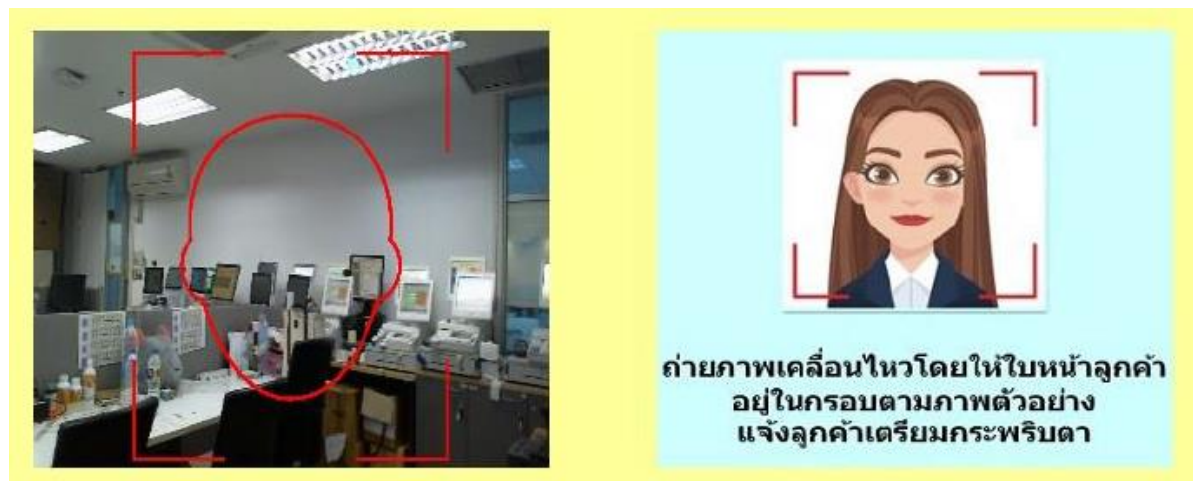 ถ่ายภาพเคลื่อนไหวโดยให้ใบหน้าลูกค้า
อยู่ในกรอบตามภาพตัวอย่าง
แจ้งลูกค้าเตรียมกระพริบตา